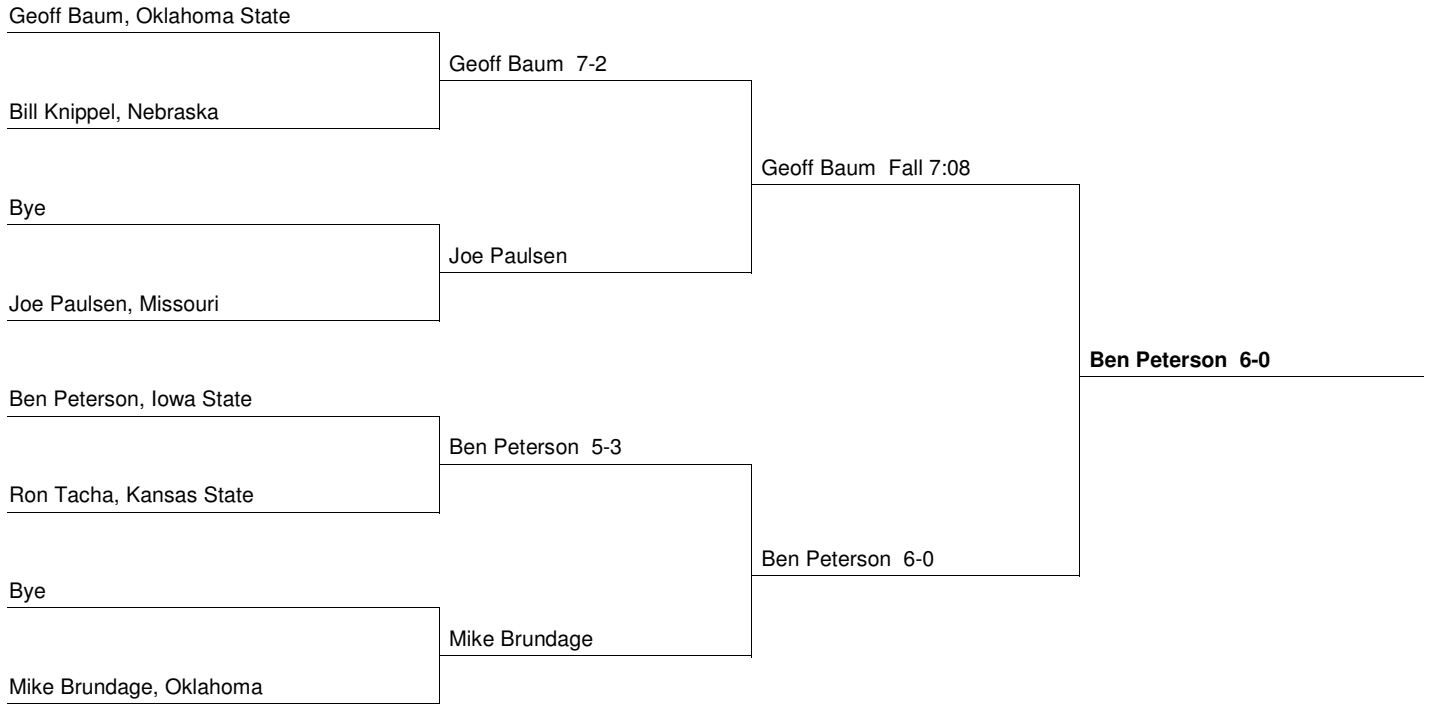 Geoff Baum, Oklahoma State
Geoff Baum 7-2
Bill Knippel, Nebraska
Geoff Baum Fall 7:08
Bye
Joe Paulsen
Joe Paulsen, Missouri
Ben Peterson 6-0
Ben Peterson, Iowa State
Ben Peterson 5-3
Ron Tacha, Kansas State
Ben Peterson 6-0
Bye
Mike Brundage
Mike Brundage, Oklahoma